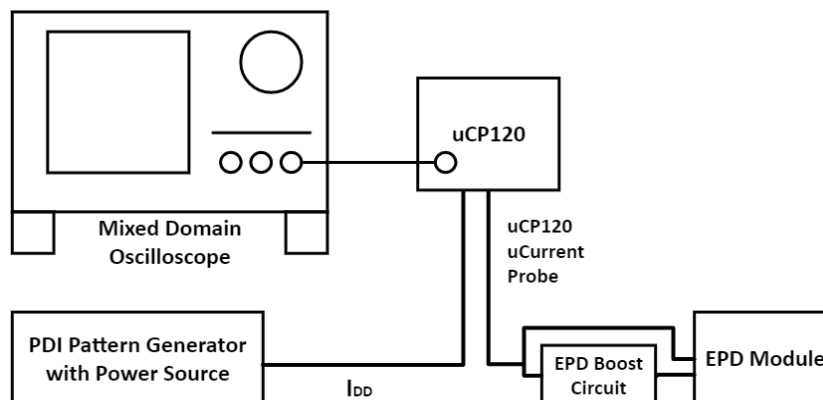 uCP120
Mixed Domain
Oscilloscope
uCP120
uCurrent
Probe
PDI Pattern Generator
with Power Source
IDD
EPD Boost
Circuit
EPD Module